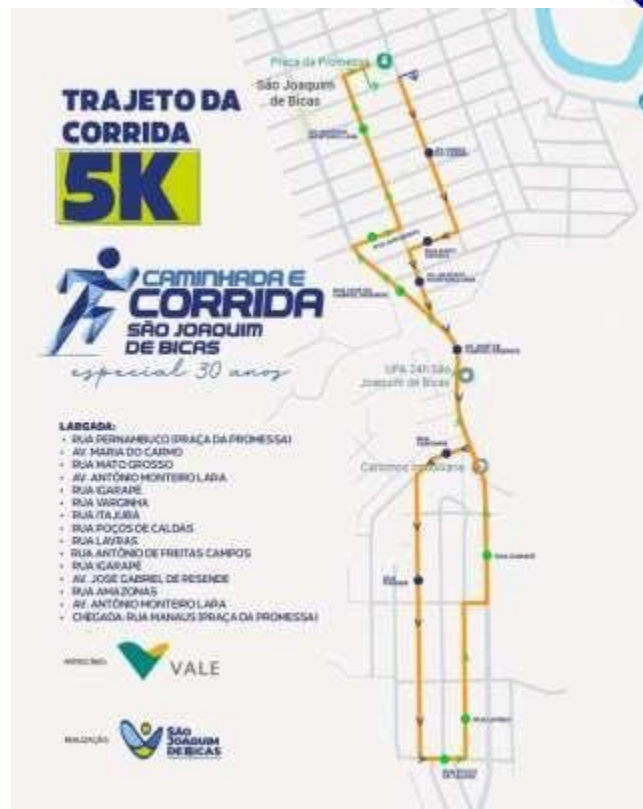 TRAJETO DA
CORRIDA
5K
CAMINHADA E
CORRIDA
SÃO JOAQUIM
DE BICAS
especial 30 anos
LARGADA:
• RUA PERNAMBUCO (PRAÇA DA PROMESSA)
• AV. MARIA DO CARMO
• RUA MATO GROSSO
• AV. ANTÔNIO MONTEIRO LARA
• RUA IGARAPÉ
• RUA VARGINHA
• RUA ITAJUBÁ
• RUA POÇOS DE CALDAS
• RUA LAVRAS
• RUA ANTÔNIO DE FREITAS CAMPOS
• RUA IGARAPÉ
• AV. JOSÉ GABRIEL DE RESENDE
• RUA AMAZONAS
• AV. ANTÔNIO MONTEIRO LARA
• CHEGADA: RUA MANAUS (PRAÇA DA PROMESSA)
VALE
REALIZAÇÃO:
SÃO
JOAQUIM
DE BICAS
Praça da Promessa
São Joaquim
de Bicas
UPA 24h São
Joaquim de Bicas